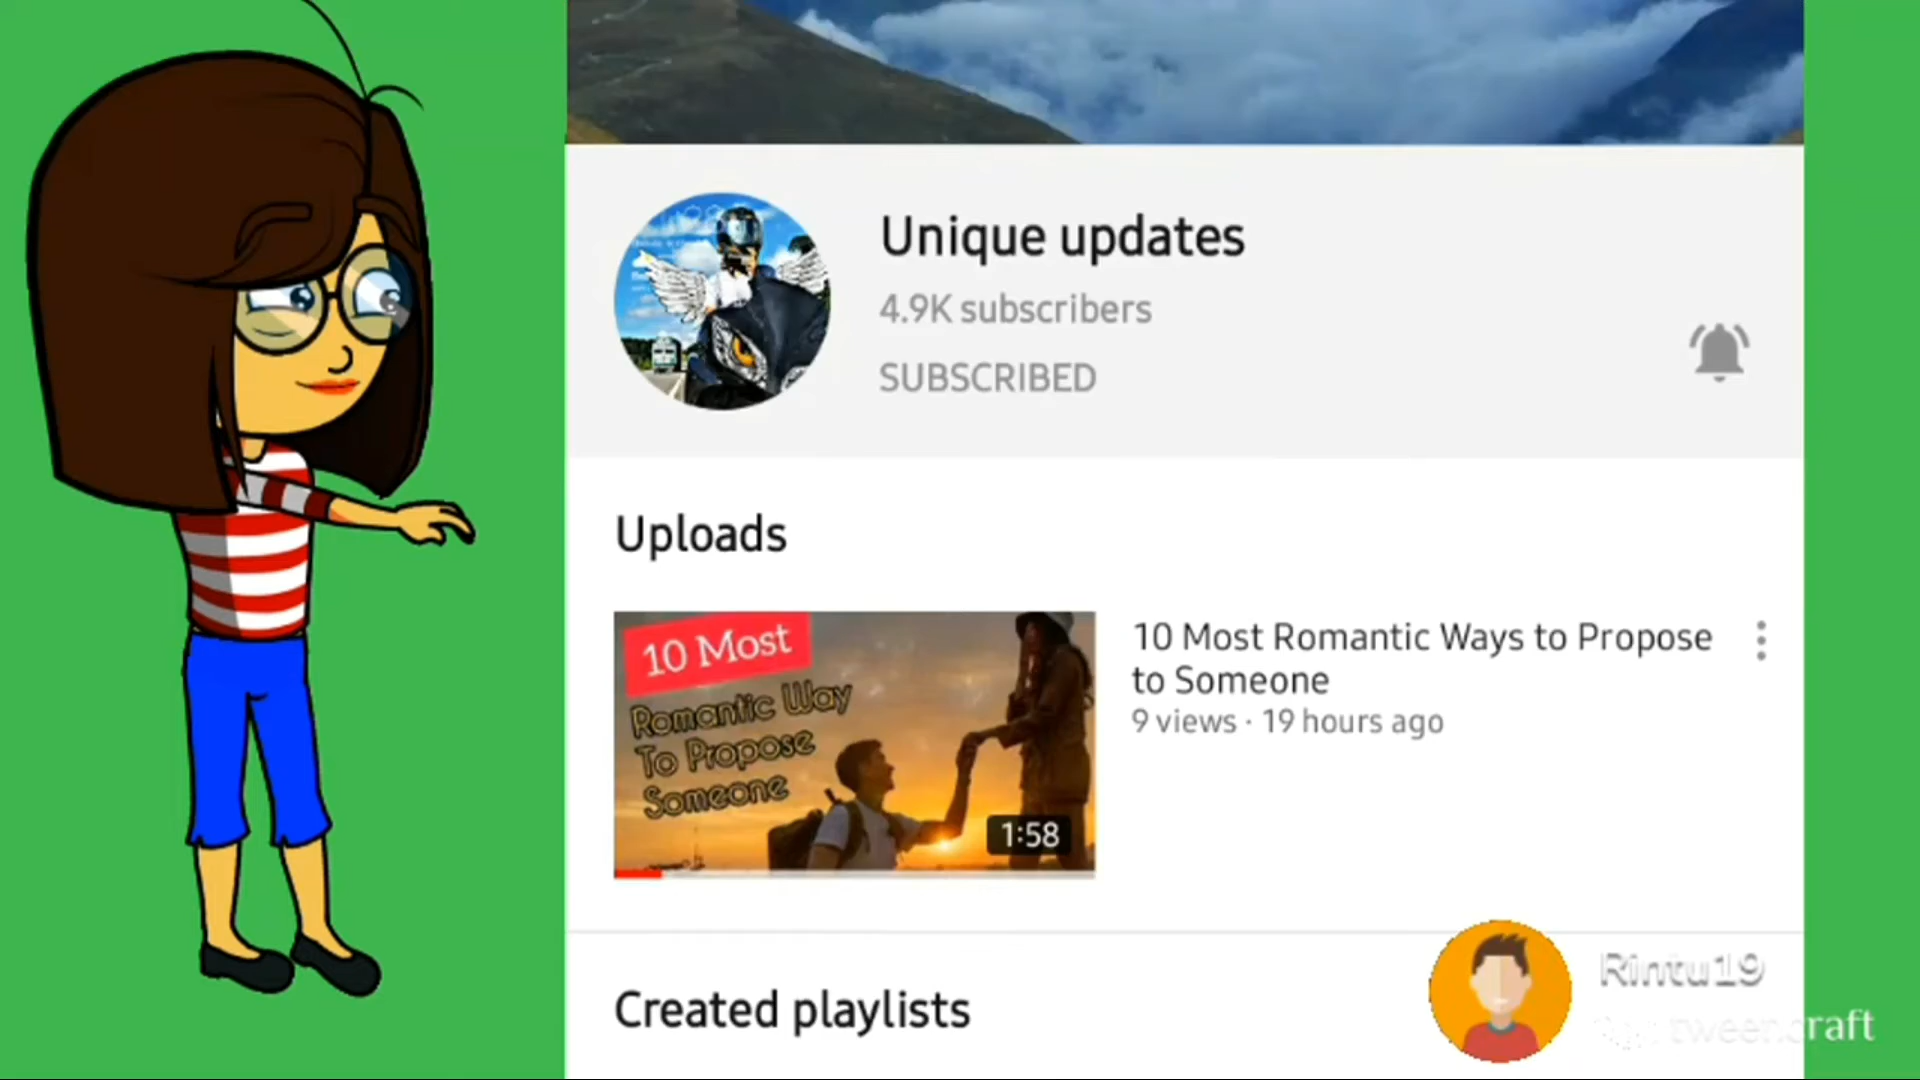 Unique updates
4.9K subscribers
SUBSCRIBED
Uploads
10 Most
Romantic Way
To Propose
Someone
1:58
10 Most Romantic Ways to Propose
to Someone
9 views · 19 hours ago
Created playlists
Rintu19
tweencraft